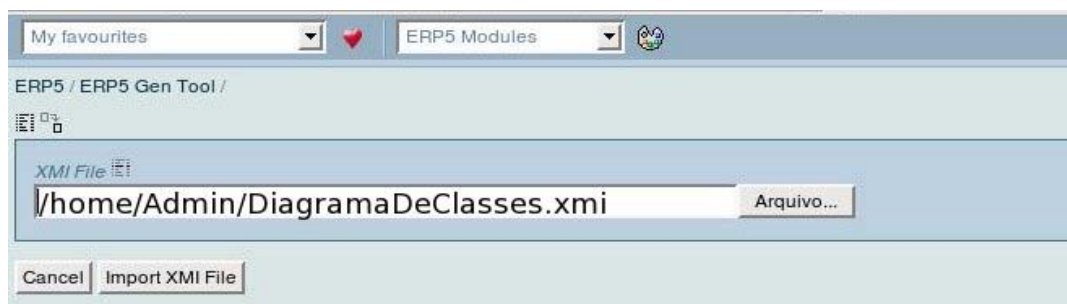 My favourites ERP5 Modules
ERP5 / ERP5 Gen Tool /
XMI File
/home/Admin/DiagramaDeClasses.xmi Arquivo...
Cancel Import XMI File